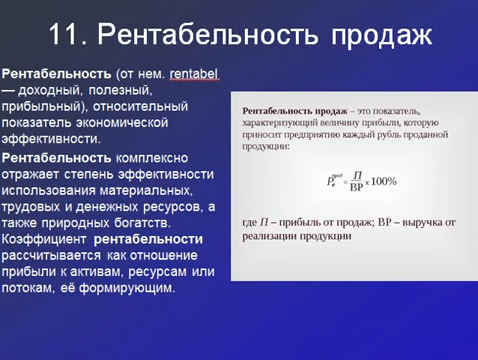 11. Рентабельность продаж
Рентабельность (от нем. rentabel
— доходный, полезный,
прибыльный), относительный
показатель экономической
эффективности.
Рентабельность комплексно
отражает степень эффективности
использования материальных,
трудовых и денежных ресурсов, а
также природных богатств.
Коэффициент рентабельности
рассчитывается как отношение
прибыли к активам, ресурсам или
потокам, её формирующим.
Рентабельность продаж – это показатель,
характеризующий величину прибыли, которую
приносит предприятию каждый рубль проданной
продукции:
Pₑᵖʳᵒᵈ = П/ВР × 100%
где П – прибыль от продаж; ВР – выручка от
реализации продукции